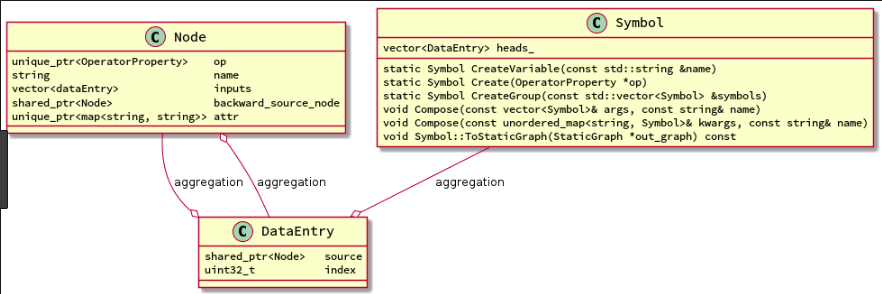 C Node
unique_ptr<OperatorProperty> op
string name
vector<dataEntry> inputs
shared_ptr<Node> backward_source_node
unique_ptr<map<string, string>> attr
C Symbol
vector<DataEntry> heads_
static Symbol CreateVariable(const std::string &name)
static Symbol Create(OperatorProperty *op)
static Symbol CreateGroup(const std::vector<Symbol> &symbols)
void Compose(const vector<Symbol>& args, const string& name)
void Compose(const unordered_map<string, Symbol>& kwargs, const string& name)
void Symbol::ToStaticGraph(StaticGraph *out_graph) const
aggregation
aggregation
aggregation
C DataEntry
shared_ptr<Node> source
uint32_t index